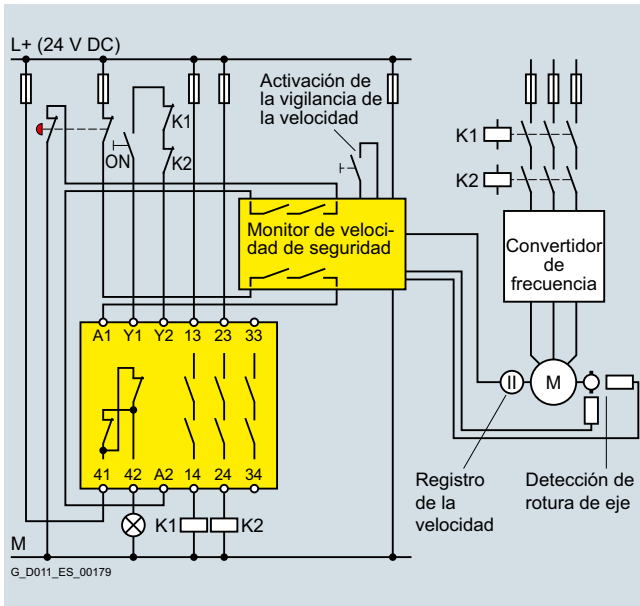 L+ (24 V DC)
Activación de
la vigilancia de
la velocidad
K1
K2
ON
K1
K2
Monitor de veloci-
dad de seguridad
Convertidor
de
frecuencia
A1 Y1 Y2 13 23 33
II
M
41 42 A2 14 24 34
K1
K2
Registro
de la
velocidad
Detección de
rotura de eje
M
G_D011_ES_00179